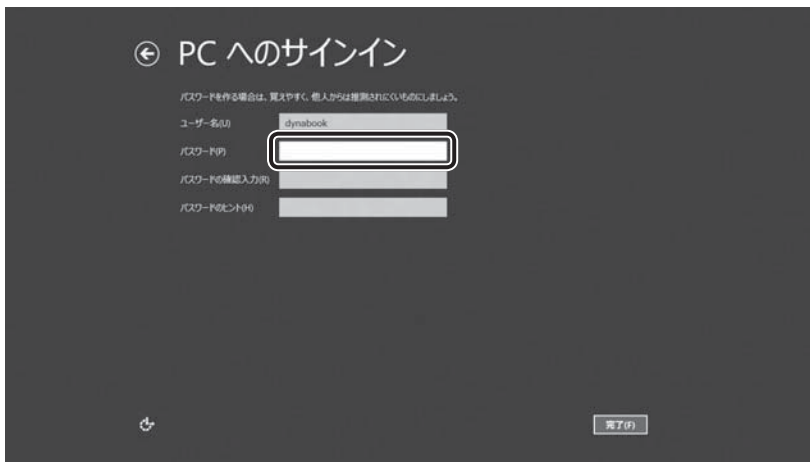 PC へのサインイン
パスワードを作る場合は、覚えやすく、他人からは推測されにくいものにしましょう。
ユーザー名(U)
dynabook
パスワード(P)
パスワードの確認入力(R)
パスワードのヒント(H)
完了(F)